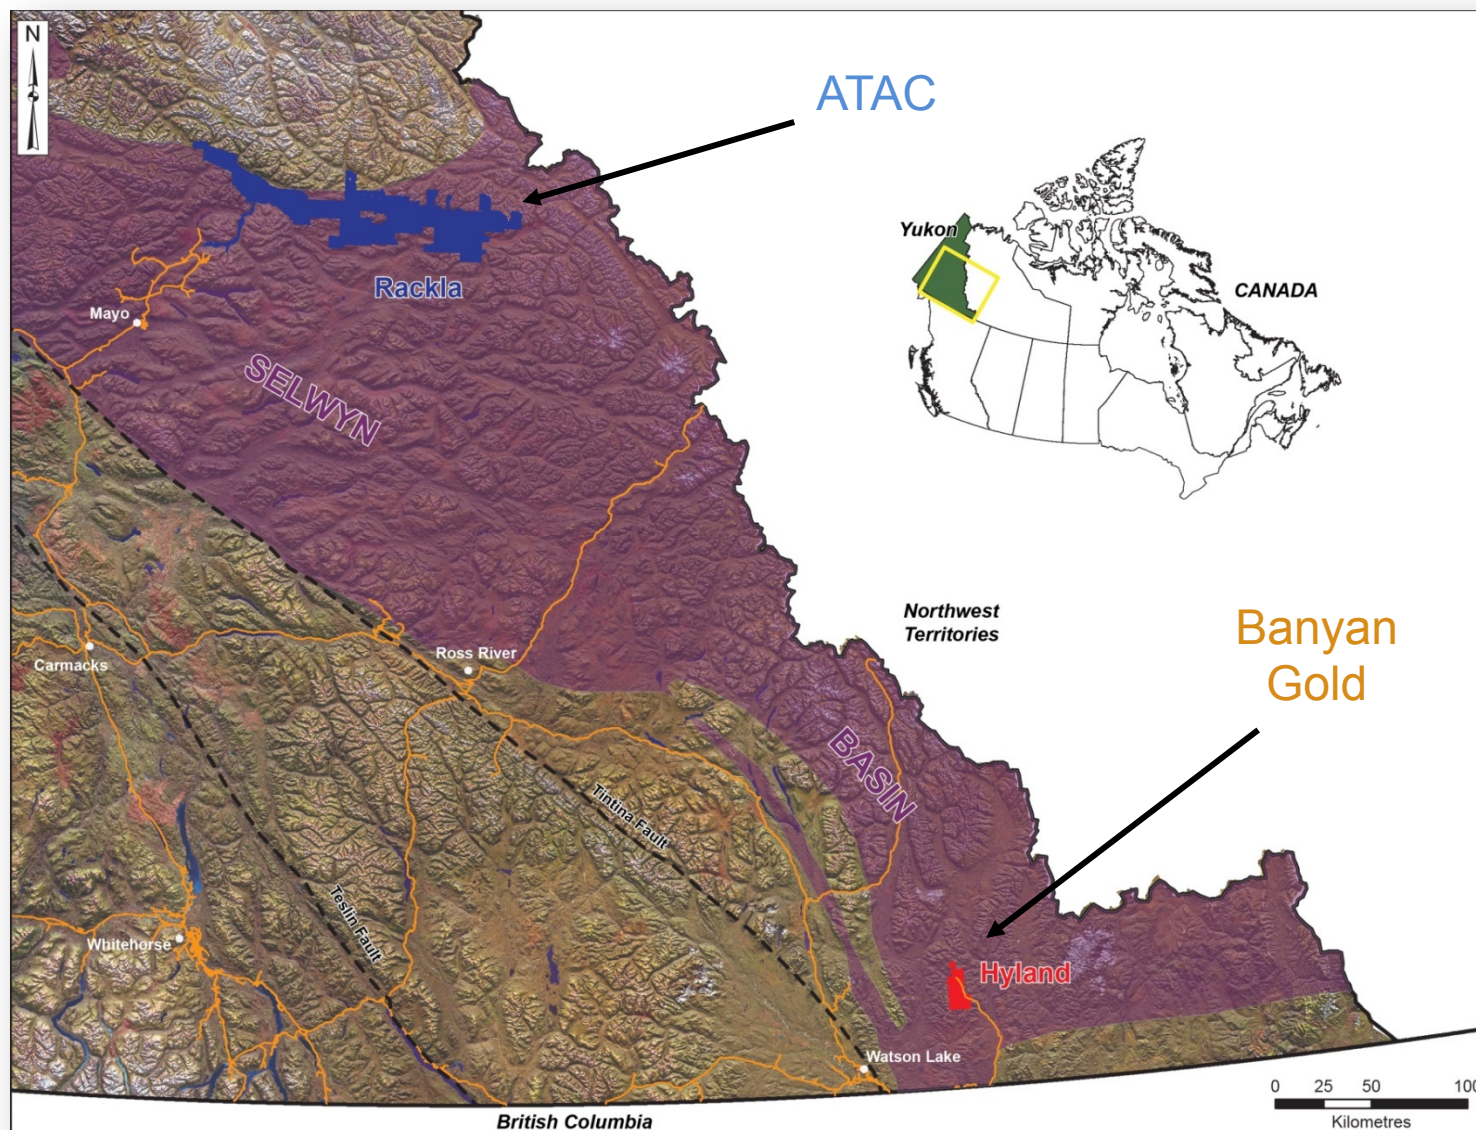 N
ATAC
Yukon
CANADA
Rackla
Mayo
SELWYN
Northwest
Territories
Banyan
Gold
Ross River
Carmacks
BASIN
Tintina Fault
Teslin Fault
Whitehorse
Hyland
Watson Lake
0 25 50 100
Kilometres
British Columbia